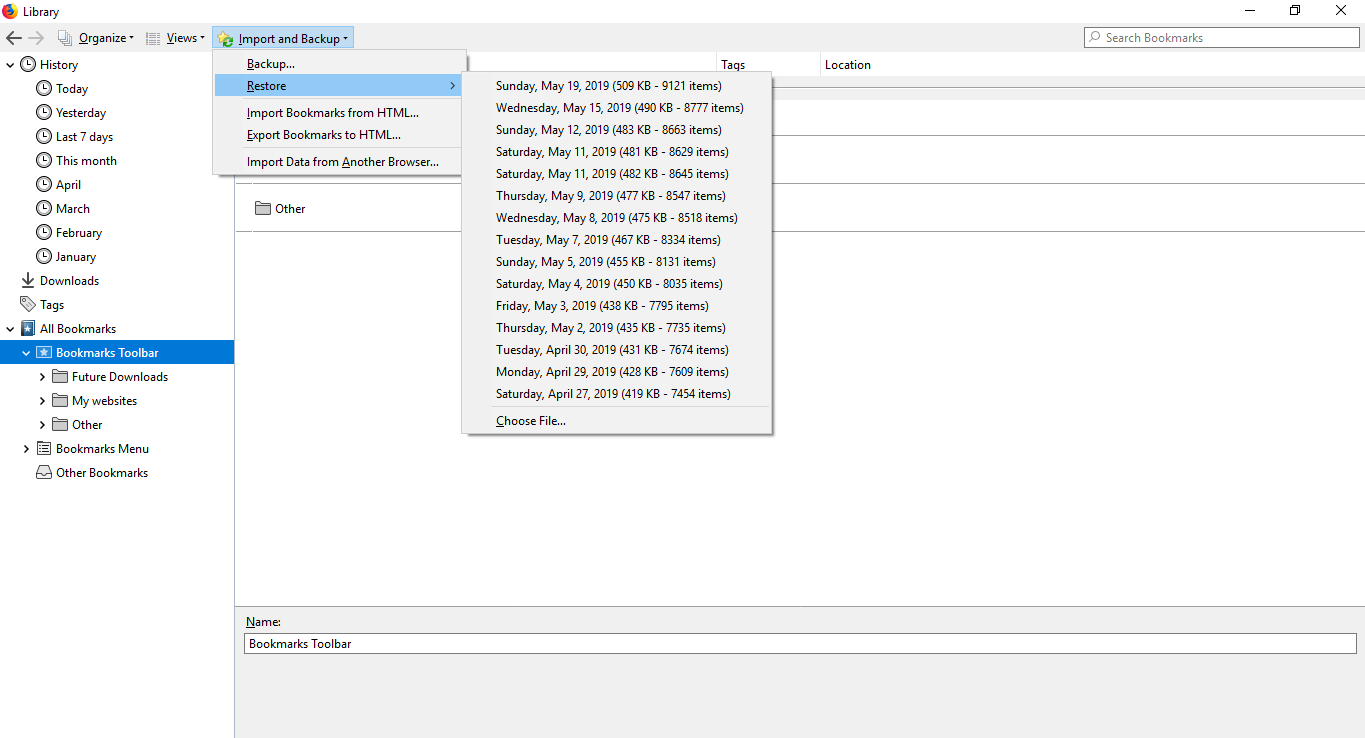 Library
Organize Views Import and Backup Search Bookmarks
History
Today
Yesterday
Last 7 days
This month
April
March
February
January
Downloads
Tags
All Bookmarks
Bookmarks Toolbar
Future Downloads
My websites
Other
Bookmarks Menu
Other Bookmarks
Backup...
Restore
Import Bookmarks from HTML...
Export Bookmarks to HTML...
Import Data from Another Browser...
Tags Location
Other
Sunday, May 19, 2019 (509 KB - 9121 items)
Wednesday, May 15, 2019 (490 KB - 8777 items)
Sunday, May 12, 2019 (483 KB - 8663 items)
Saturday, May 11, 2019 (481 KB - 8629 items)
Saturday, May 11, 2019 (482 KB - 8645 items)
Thursday, May 9, 2019 (477 KB - 8547 items)
Wednesday, May 8, 2019 (475 KB - 8518 items)
Tuesday, May 7, 2019 (467 KB - 8334 items)
Sunday, May 5, 2019 (455 KB - 8131 items)
Saturday, May 4, 2019 (450 KB - 8035 items)
Friday, May 3, 2019 (438 KB - 7795 items)
Thursday, May 2, 2019 (435 KB - 7735 items)
Tuesday, April 30, 2019 (431 KB - 7674 items)
Monday, April 29, 2019 (428 KB - 7609 items)
Saturday, April 27, 2019 (419 KB - 7454 items)
Choose File...
Name:
Bookmarks Toolbar